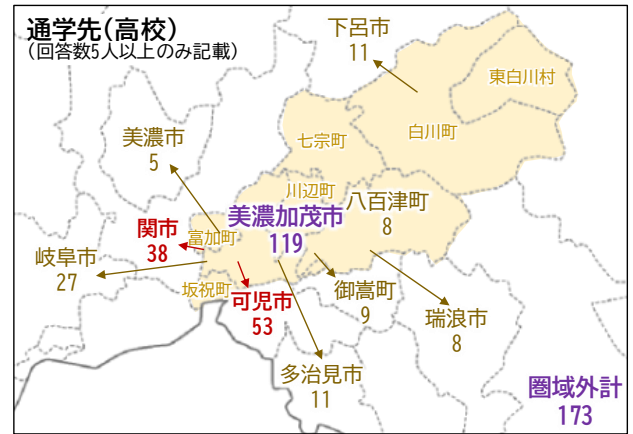 通学先(高校)
(回答数5人以上のみ記載)
下呂市
11
東白川村
白川町
七宗町
美濃市
5
川辺町
八百津町
8
美濃加茂市
119
関市
38
富加町
岐阜市
27
坂祝町
可児市
53
御嵩町
9
瑞浪市
8
多治見市
11
圏域外計
173